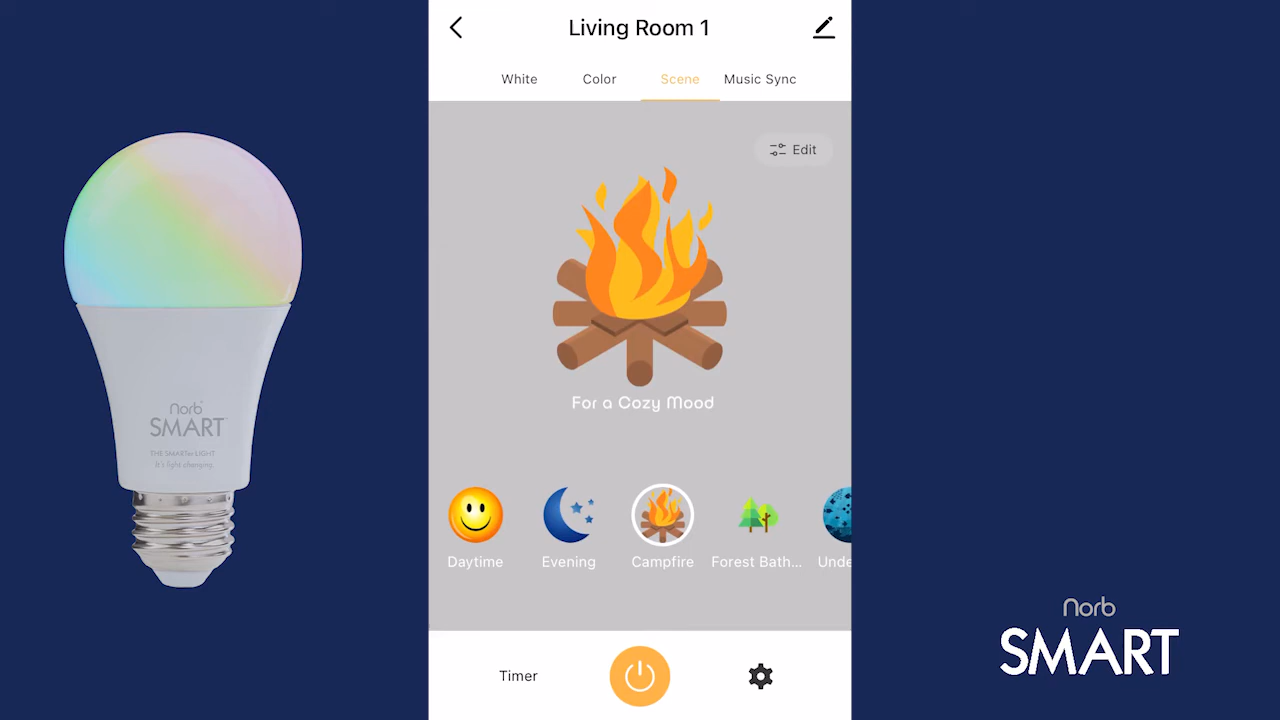 Living Room 1
White
Color
Scene
Music Sync
Edit
For a Cozy Mood
Daytime
Evening
Campfire
Forest Bath...
Unde
Timer
norb
SMART
THE SMARTer LIGHT
It's light changing.
norb
SMART